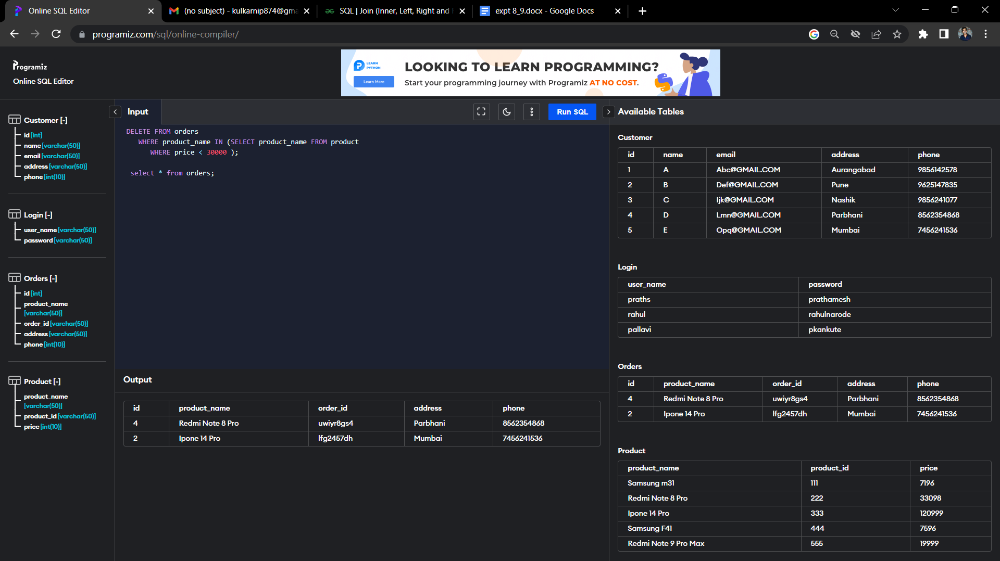 Online SQL Editor
(no subject) - kulkarnip874@gma
SQL | Join (Inner, Left, Right and F
expt 8_9.docx - Google Docs
programiz.com/sql/online-compiler/
Programiz
Online SQL Editor
LEARN
PYTHON
Learn More
LOOKING TO LEARN PROGRAMMING?
Start your programming journey with Programiz AT NO COST.
Customer [-]
id [int]
name [varchar(50)]
email [varchar(50)]
address [varchar(50)]
phone [int(10)]
Login [-]
user_name [varchar(50)]
password [varchar(50)]
Orders [-]
id [int]
product_name
[varchar(50)]
order_id [varchar(50)]
address [varchar(50)]
phone [int(10)]
Product [-]
product_name
[varchar(50)]
product_id [varchar(50)]
price [int(10)]
Input
Run SQL
DELETE FROM orders
WHERE product_name IN (SELECT product_name FROM product
WHERE price < 30000 );
select * from orders;
Output
id product_name order_id address phone
4 Redmi Note 8 Pro uwiyr8gs4 Parbhani 8562354868
2 Ipone 14 Pro lfg2457dh Mumbai 7456241536
Available Tables
Customer
id name email address phone
1 A Abc@GMAIL.COM Aurangabad 9856142578
2 B Def@GMAIL.COM Pune 9625147835
3 C Ijk@GMAIL.COM Nashik 9856241077
4 D Lmn@GMAIL.COM Parbhani 8562354868
5 E Opq@GMAIL.COM Mumbai 7456241536
Login
user_name password
praths prathamesh
rahul rahulnarode
pallavi pkankute
Orders
id product_name order_id address phone
4 Redmi Note 8 Pro uwiyr8gs4 Parbhani 8562354868
2 Ipone 14 Pro lfg2457dh Mumbai 7456241536
Product
product_name product_id price
Samsung m31 111 7196
Redmi Note 8 Pro 222 33098
Ipone 14 Pro 333 120999
Samsung F41 444 7596
Redmi Note 9 Pro Max 555 19999